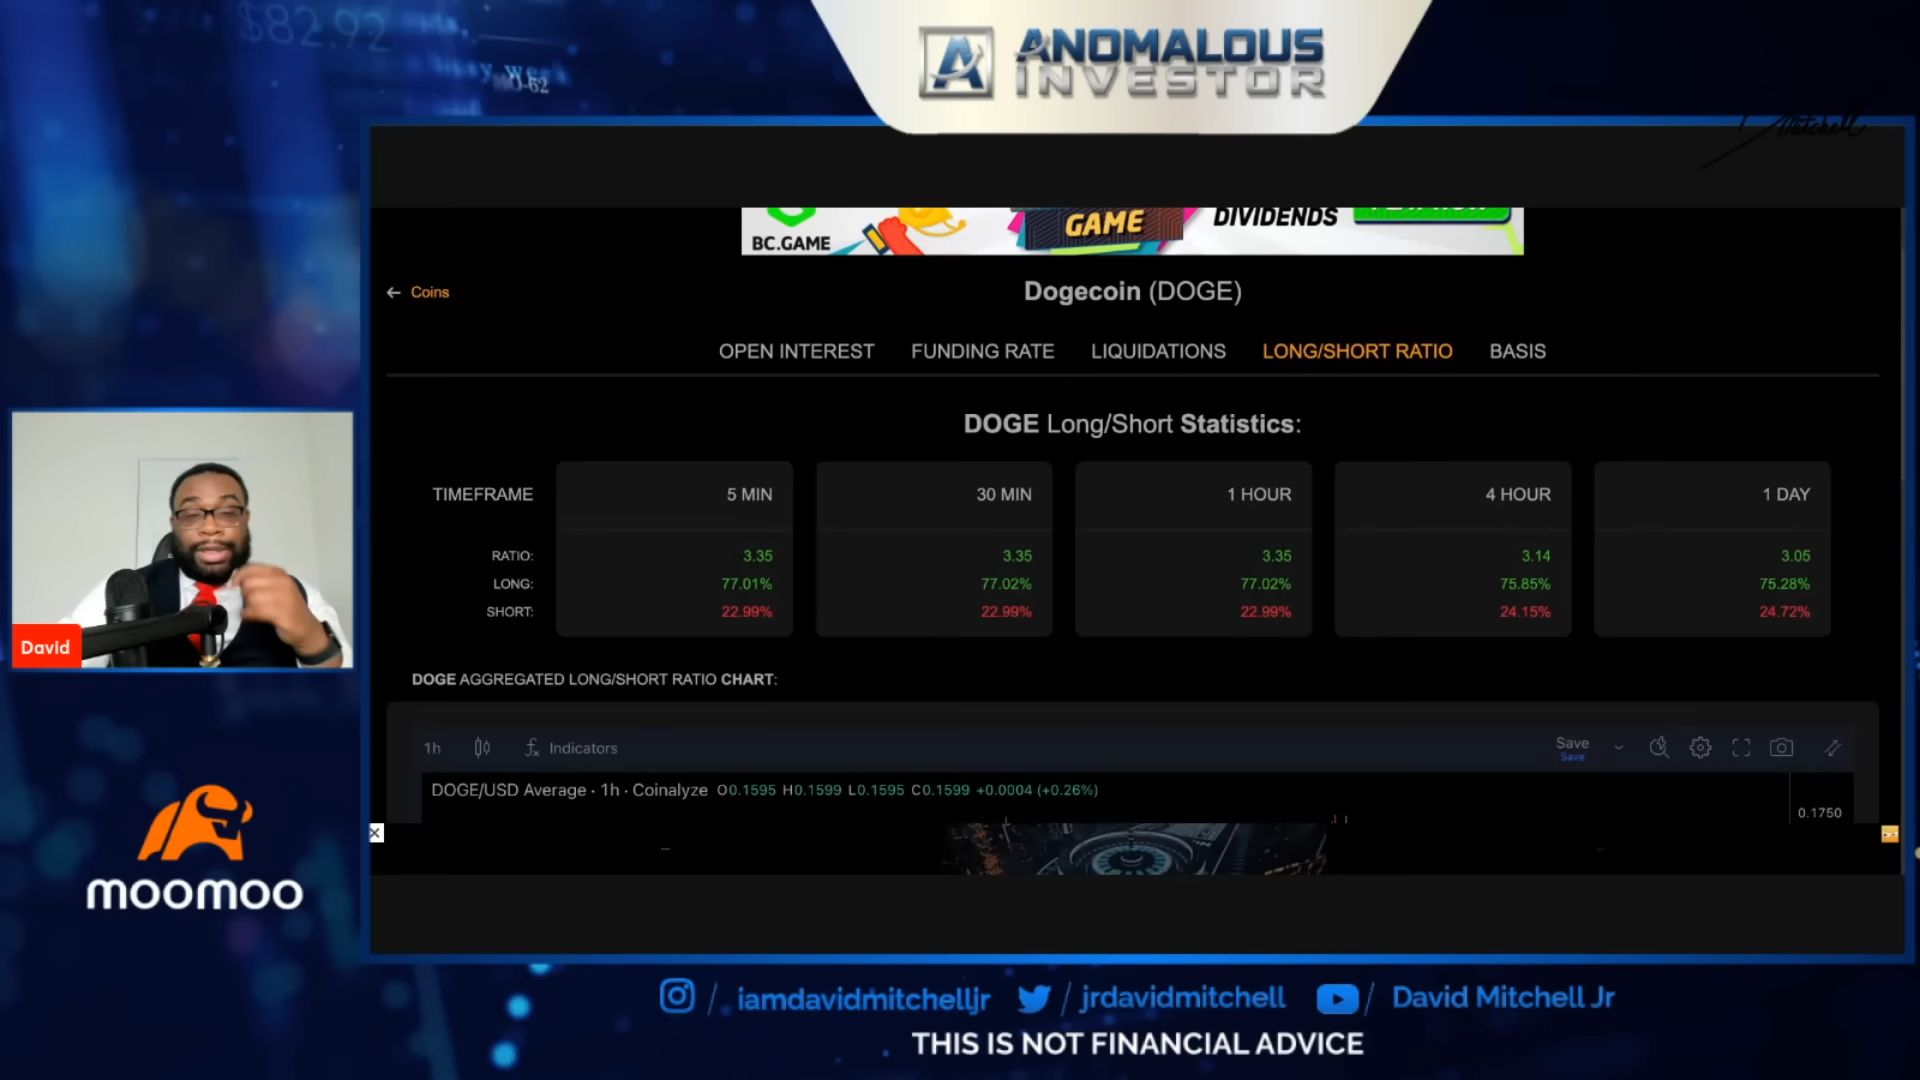 $82.92
ANOMALOUS
INVESTOR
Mitchell
GAME
DIVIDENDS
BC.GAME
← Coins
Dogecoin (DOGE)
OPEN INTEREST FUNDING RATE LIQUIDATIONS LONG/SHORT RATIO BASIS
DOGE Long/Short Statistics:
TIMEFRAME 5 MIN 30 MIN 1 HOUR 4 HOUR 1 DAY
RATIO: 3.35 3.35 3.35 3.14 3.05
LONG: 77.01% 77.02% 77.02% 75.85% 75.28%
SHORT: 22.99% 22.99% 22.99% 24.15% 24.72%
David
DOGE AGGREGATED LONG/SHORT RATIO CHART:
1h Indicators Save
Save
DOGE/USD Average · 1h · Coinalyze O0.1595 H0.1599 L0.1595 C0.1599 +0.0004 (+0.26%)
0.1750
moomoo
/ iamdavidmitchelljr / jrdavidmitchell / David Mitchell Jr
THIS IS NOT FINANCIAL ADVICE